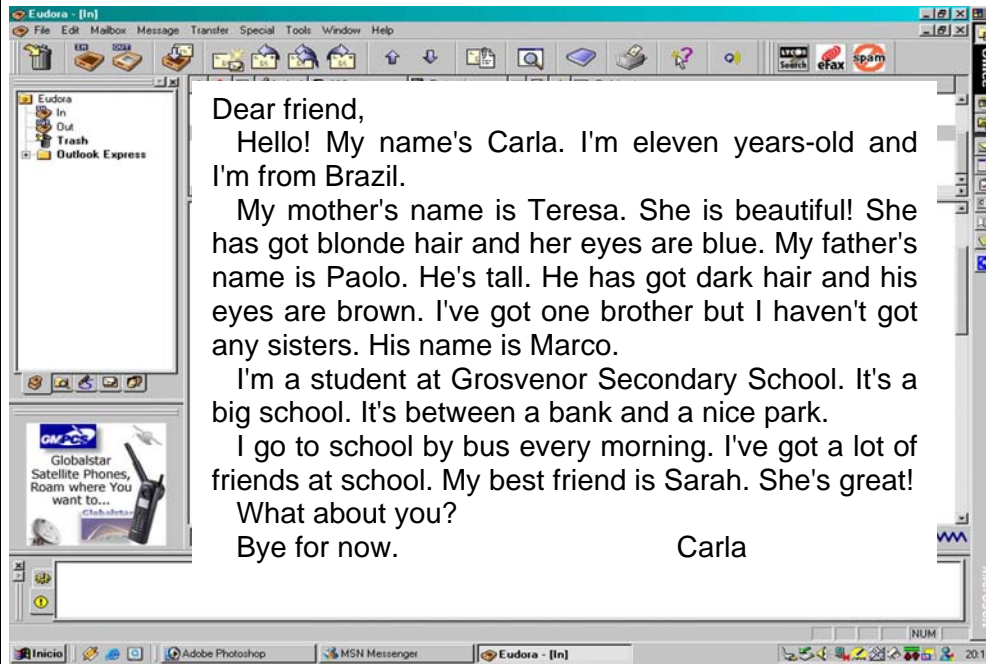 Eudora - [In]
File Edit Mailbox Message Transfer Special Tools Window Help
IN OUT
LYCOS Search eFax spam
Eudora
In
Out
Trash
Outlook Express
Dear friend,
Hello! My name's Carla. I'm eleven years-old and
I'm from Brazil.
My mother's name is Teresa. She is beautiful! She
has got blonde hair and her eyes are blue. My father's
name is Paolo. He's tall. He has got dark hair and his
eyes are brown. I've got one brother but I haven't got
any sisters. His name is Marco.
I'm a student at Grosvenor Secondary School. It's a
big school. It's between a bank and a nice park.
I go to school by bus every morning. I've got a lot of
friends at school. My best friend is Sarah. She's great!
What about you?
Bye for now. Carla
GMPCS
Globalstar
Satellite Phones,
Roam where You
want to...
Globalstar
NUM
Inicio Adobe Photoshop MSN Messenger Eudora - [In] 20:1